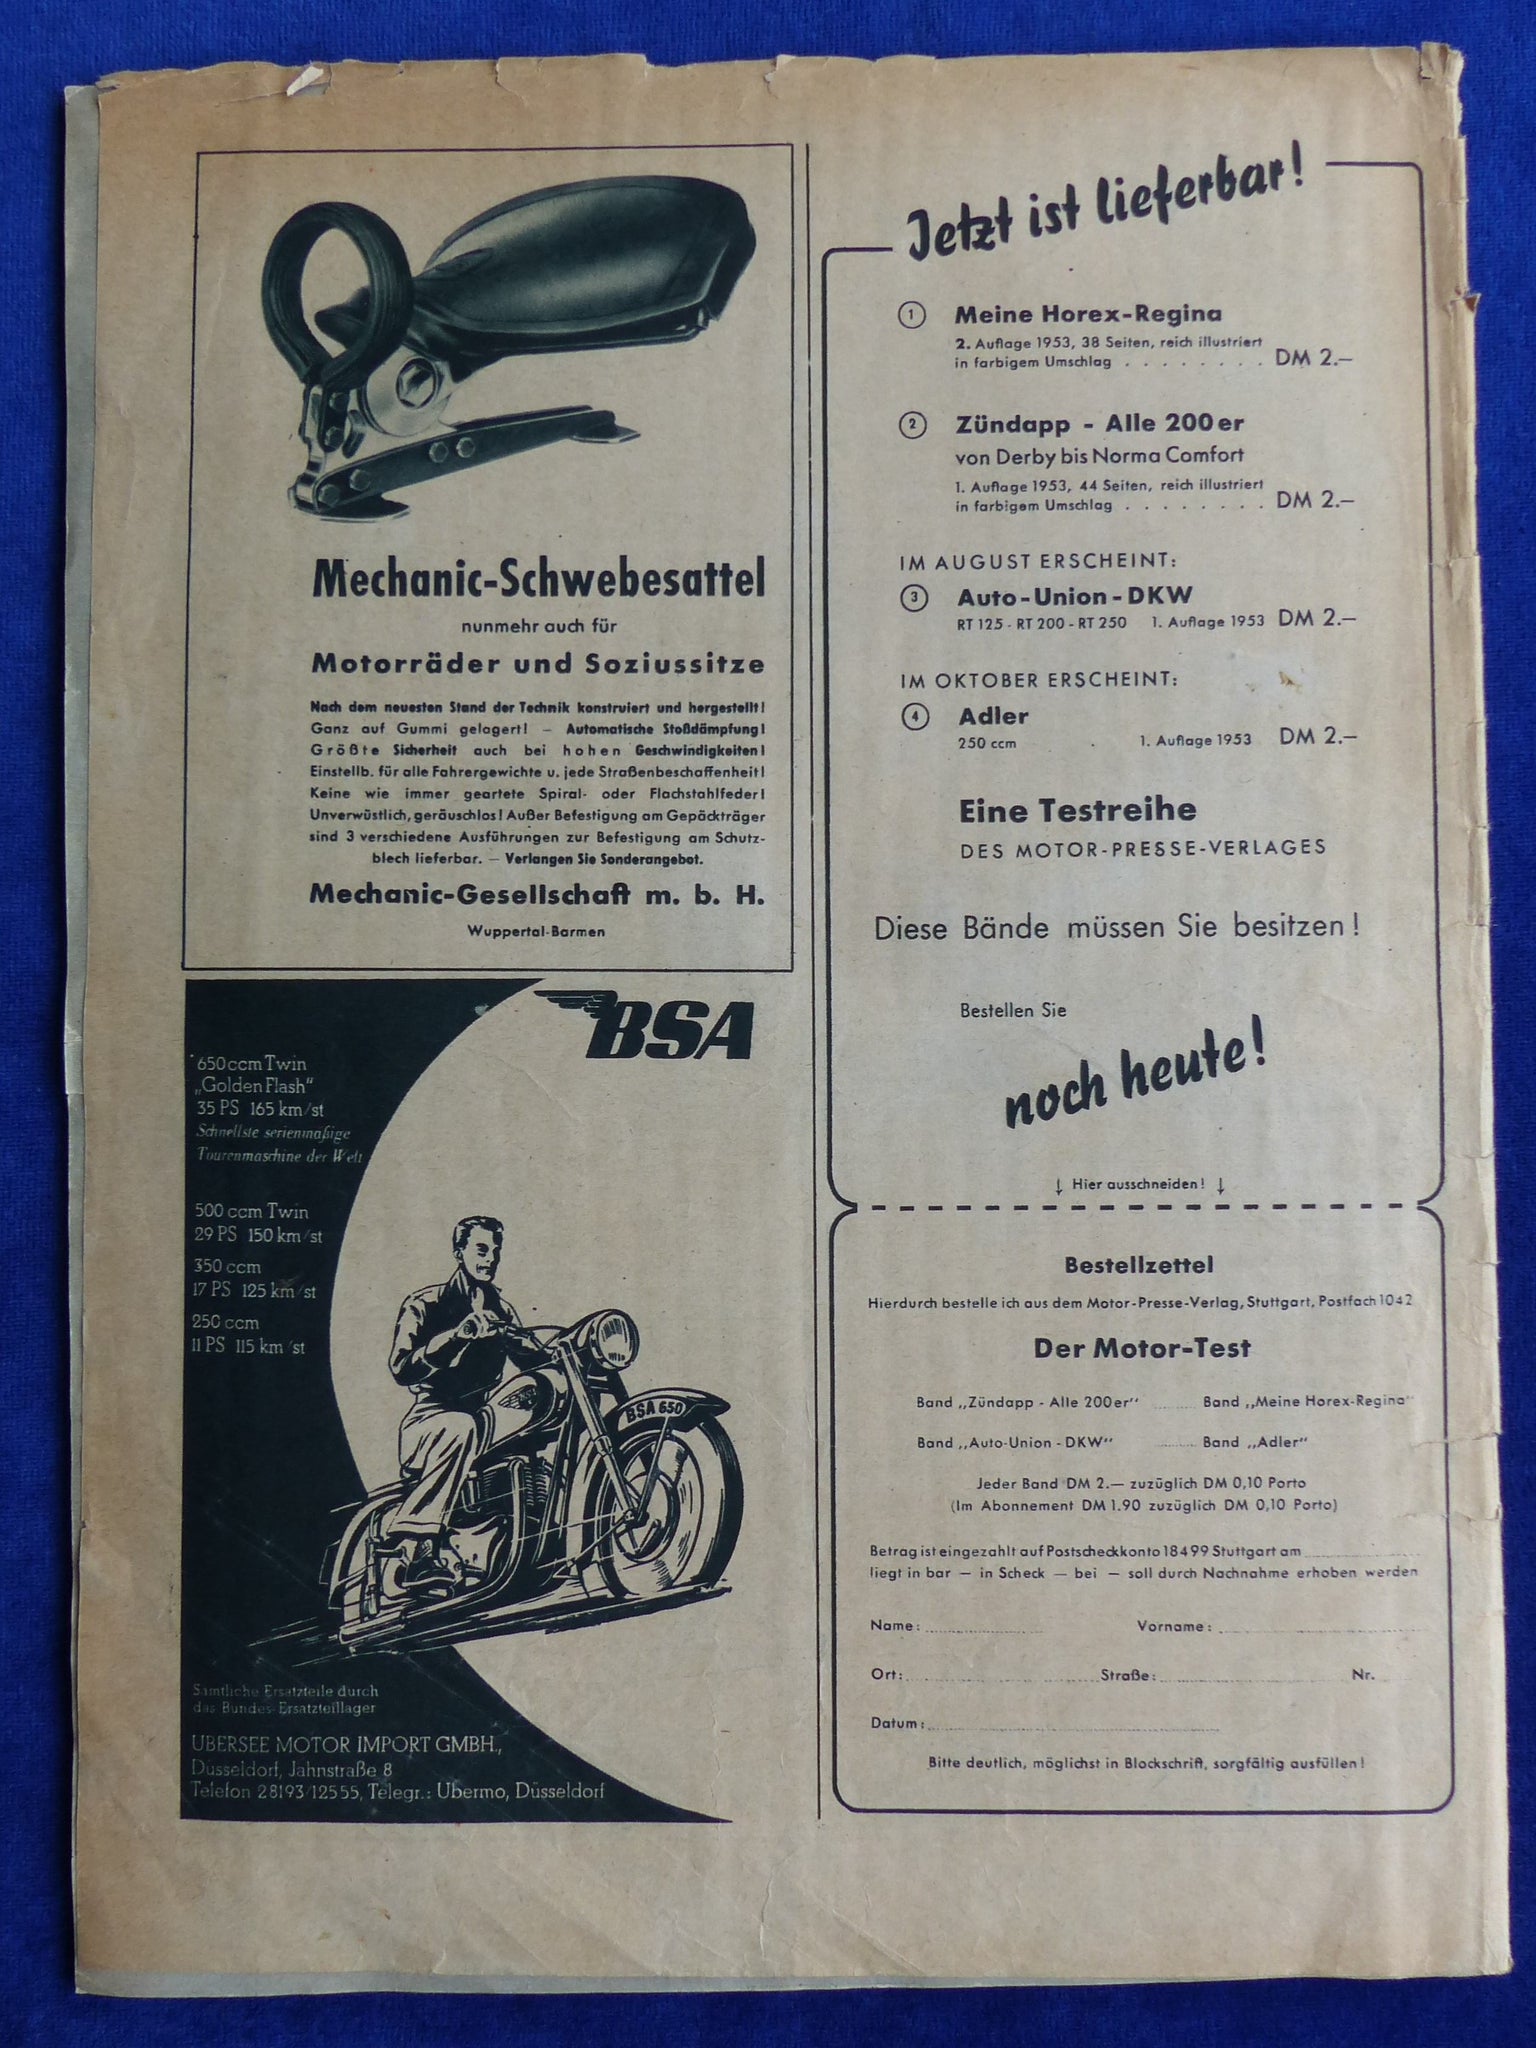 Mechanic-Schwebesattel
nunmehr auch für
Motorräder und Soziussitze
Nach dem neuesten Stand der Technik konstruiert und hergestellt!
Ganz auf Gummi gelagert! – Automatische Stoßdämpfung!
Größte Sicherheit auch bei hohen Geschwindigkeiten!
Einstellb. für alle Fahrergewichte u. jede Straßenbeschaffenheit!
Keine wie immer geartete Spiral- oder Flachstahlfeder!
Unverwüstlich, geräuschlos! Außer Befestigung am Gepäckträger
sind 3 verschiedene Ausführungen zur Befestigung am Schutz-
blech lieferbar. – Verlangen Sie Sonderangebot.
Mechanic-Gesellschaft m. b. H.
Wuppertal-Barmen
BSA
650 ccm Twin
„Golden Flash"
35 PS 165 km/st
Schnellste serienmäßige
Tourenmaschine der Welt
500 ccm Twin
29 PS 150 km/st
350 ccm
17 PS 125 km/st
250 ccm
11 PS 115 km/st
BSA
BSA 650
Sämtliche Ersatzteile durch
das Bundes-Ersatzteillager
UBERSEE MOTOR IMPORT GMBH.,
Düsseldorf, Jahnstraße 8
Telefon 28193/12555, Telegr.: Ubermo, Düsseldorf
Jetzt ist lieferbar!
1 Meine Horex-Regina
2. Auflage 1953, 38 Seiten, reich illustriert
in farbigem Umschlag . . . . . . . . DM 2.–
2 Zündapp - Alle 200er
von Derby bis Norma Comfort
1. Auflage 1953, 44 Seiten, reich illustriert
in farbigem Umschlag . . . . . . . . DM 2.–
IM AUGUST ERSCHEINT:
3 Auto-Union-DKW
RT 125 - RT 200 - RT 250 1. Auflage 1953 DM 2.–
IM OKTOBER ERSCHEINT:
4 Adler
250 ccm . 1. Auflage 1953 DM 2.–
Eine Testreihe
DES MOTOR-PRESSE-VERLAGES
Diese Bände müssen Sie besitzen!
Bestellen Sie
noch heute!
↓ Hier ausschneiden! ↓
Bestellzettel
Hierdurch bestelle ich aus dem Motor-Presse-Verlag, Stuttgart, Postfach 1042
Der Motor-Test
Band „Zündapp - Alle 200er" ........ Band „Meine Horex-Regina"
Band „Auto-Union - DKW" ........ Band „Adler"
Jeder Band DM 2.– zuzüglich DM 0,10 Porto
(Im Abonnement DM 1.90 zuzüglich DM 0,10 Porto)
Betrag ist eingezahlt auf Postscheckkonto 18499 Stuttgart am
liegt in bar – in Scheck – bei – soll durch Nachnahme erhoben werden
Name: Vorname:
Ort: Straße: Nr.
Datum:
Bitte deutlich, möglichst in Blockschrift, sorgfältig ausfüllen!